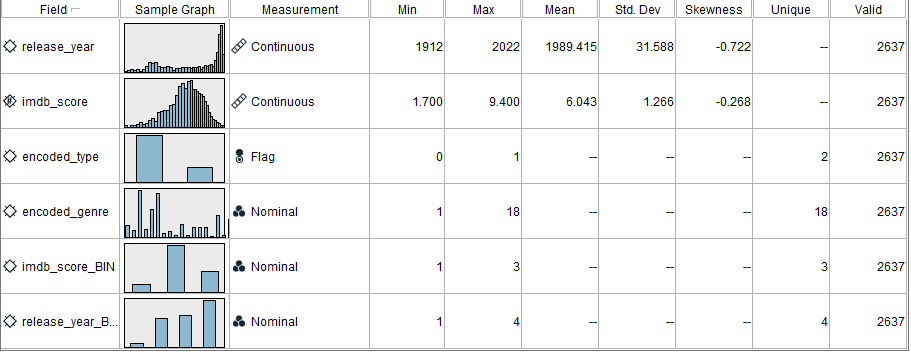 Field Sample Graph Measurement Min Max Mean Std. Dev Skewness Unique Valid
release_year Continuous 1912 2022 1989.415 31.588 -0.722 -- 2637
imdb_score Continuous 1.700 9.400 6.043 1.266 -0.268 -- 2637
encoded_type Flag 0 1 -- -- -- 2 2637
encoded_genre Nominal 1 18 -- -- -- 18 2637
imdb_score_BIN Nominal 1 3 -- -- -- 3 2637
release_year_B... Nominal 1 4 -- -- -- 4 2637